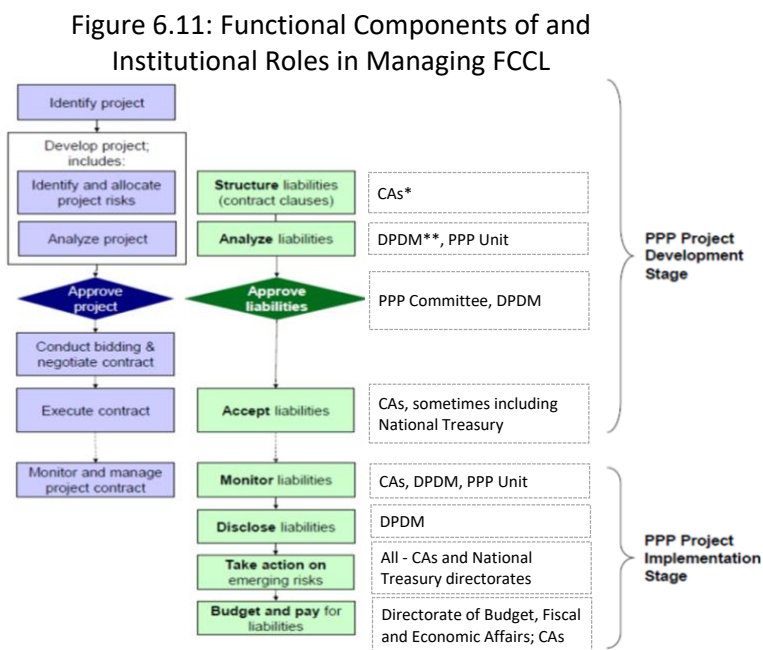 Figure 6.11: Functional Components of and
Institutional Roles in Managing FCCL
Identify project
Develop project;
includes:
Identify and allocate
project risks
Analyze project
Approve
project
Conduct bidding &
negotiate contract
Execute contract
Monitor and manage
project contract
Structure liabilities
(contract clauses)
Analyze liabilities
Approve
liabilities
Accept liabilities
Monitor liabilities
Disclose liabilities
Take action on
emerging risks
Budget and pay for
liabilities
CAs*
DPDM**, PPP Unit
PPP Committee, DPDM
CAs, sometimes including
National Treasury
CAs, DPDM, PPP Unit
DPDM
All - CAs and National
Treasury directorates
Directorate of Budget, Fiscal
and Economic Affairs; CAs
PPP Project
Development
Stage
PPP Project
Implementation
Stage